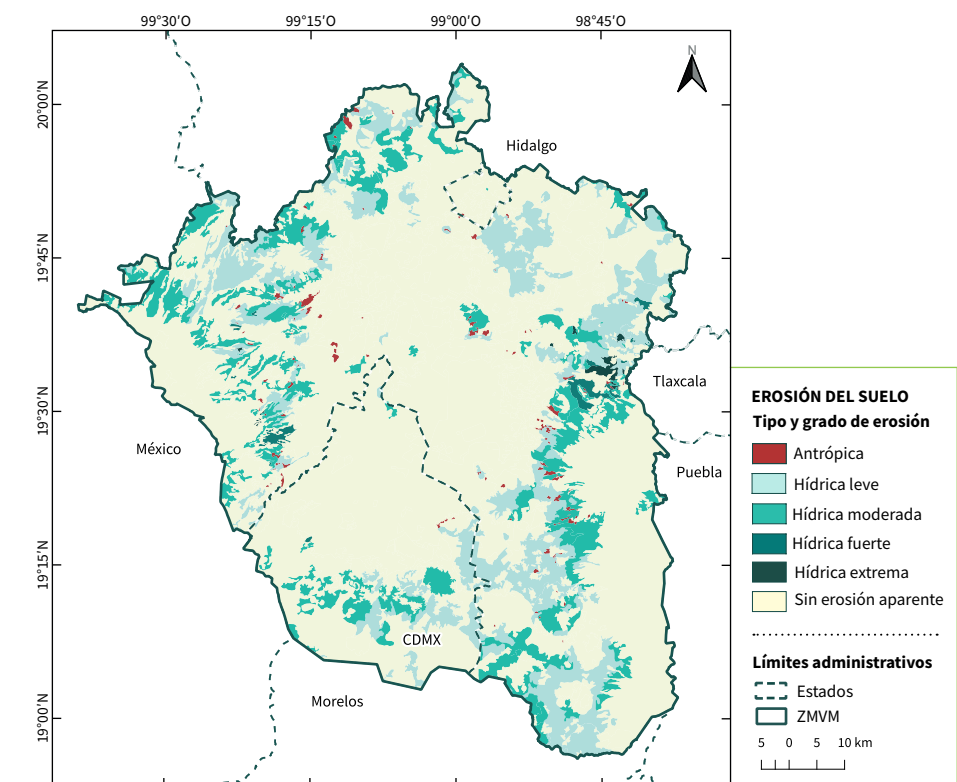 99°30'O 99°15'O 99°00'O 98°45'O
N
20°00'N
Hidalgo
19°45'N
Tlaxcala
EROSIÓN DEL SUELO
Tipo y grado de erosión
19°30'N
México
Antrópica
Puebla
Hídrica leve
Hídrica moderada
Hídrica fuerte
19°15'N
Hídrica extrema
Sin erosión aparente
CDMX
Límites administrativos
Estados
Morelos
ZMVM
19°00'N
5 0 5 10 km